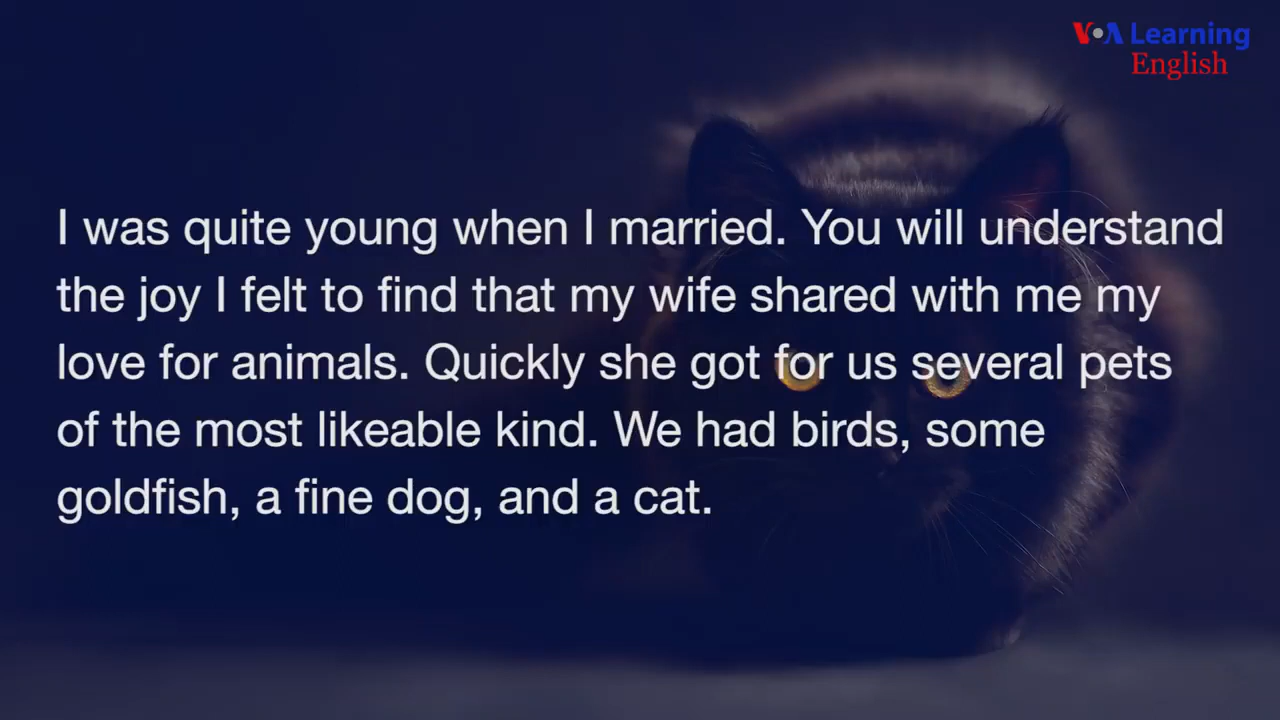 VOA Learning
English
I was quite young when I married. You will understand
the joy I felt to find that my wife shared with me my
love for animals. Quickly she got for us several pets
of the most likeable kind. We had birds, some
goldfish, a fine dog, and a cat.